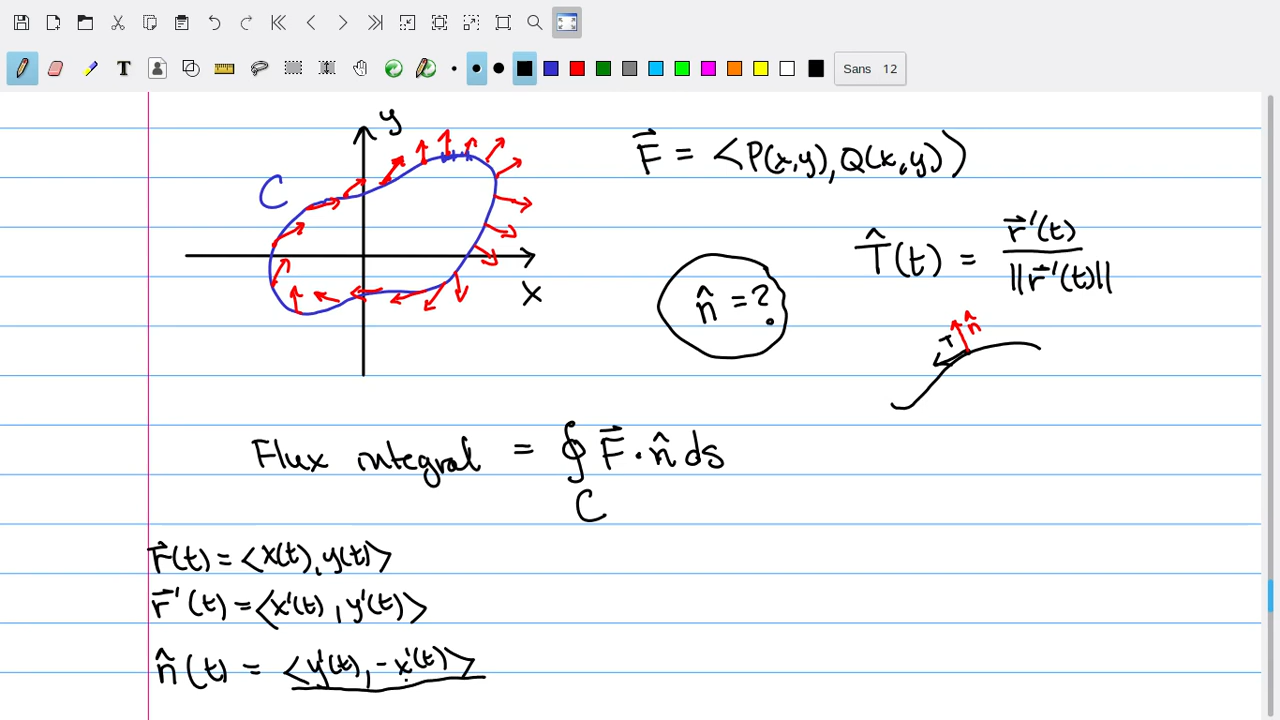 Sans 12
y
C
x
F⃗ = ⟨P(x,y), Q(x,y)⟩
T̂(t) = r⃗'(t) / ||r⃗'(t)||
n̂ = ?
T n̂
Flux integral = ∮ F⃗ · n̂ ds
C
r⃗(t) = ⟨x(t), y(t)⟩
r⃗'(t) = ⟨x'(t), y'(t)⟩
n̂(t) = ⟨y'(t), -x'(t)⟩